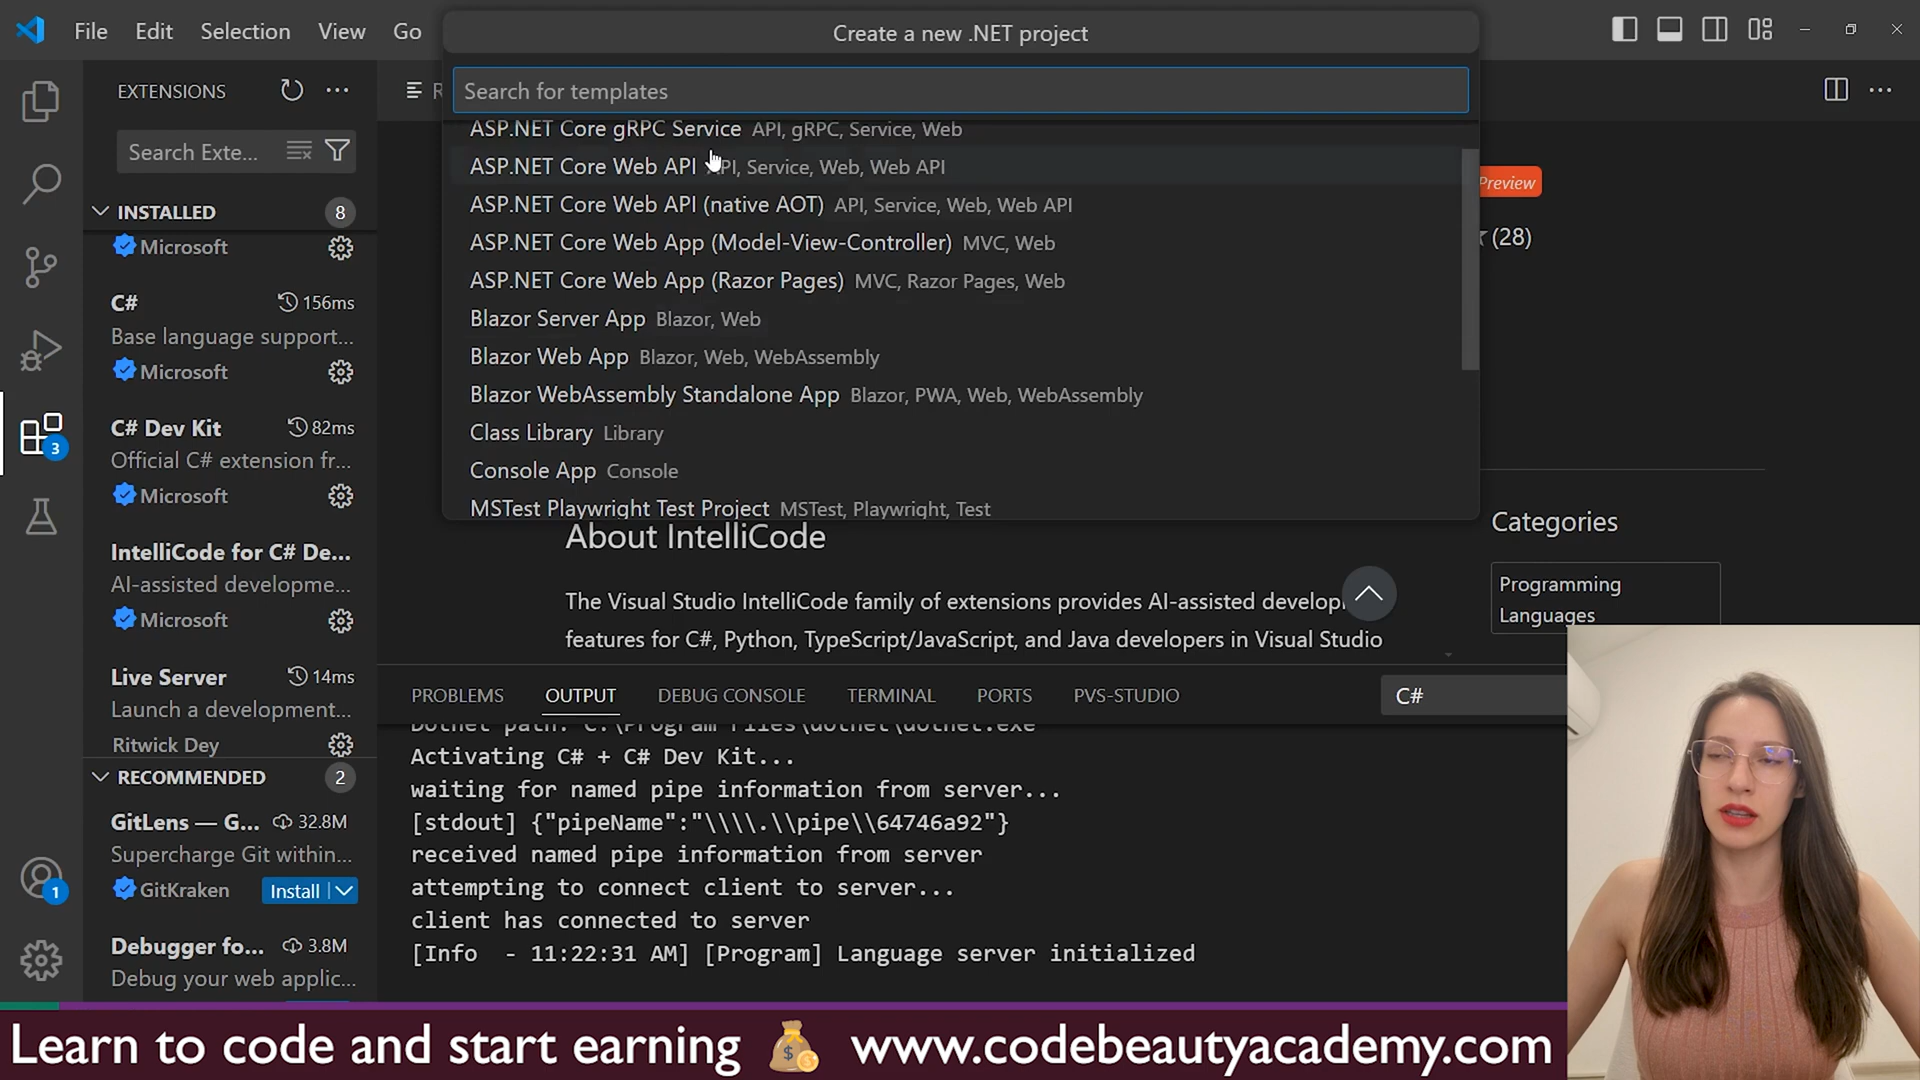 File Edit Selection View Go
Create a new .NET project
Search for templates
ASP.NET Core gRPC Service API, gRPC, Service, Web
ASP.NET Core Web API API, Service, Web, Web API
ASP.NET Core Web API (native AOT) API, Service, Web, Web API
ASP.NET Core Web App (Model-View-Controller) MVC, Web
ASP.NET Core Web App (Razor Pages) MVC, Razor Pages, Web
Blazor Server App Blazor, Web
Blazor Web App Blazor, Web, WebAssembly
Blazor WebAssembly Standalone App Blazor, PWA, Web, WebAssembly
Class Library Library
Console App Console
MSTest Playwright Test Project MSTest, Playwright, Test
EXTENSIONS
Search Exte...
INSTALLED 8
Microsoft
C# 156ms
Base language support...
Microsoft
C# Dev Kit 82ms
Official C# extension fr...
Microsoft
IntelliCode for C# De...
AI-assisted developme...
Microsoft
Live Server 14ms
Launch a development...
Ritwick Dey
RECOMMENDED 2
GitLens — G... 32.8M
Supercharge Git within...
GitKraken Install
Debugger fo... 3.8M
Debug your web applic...
3
1
R
Preview
(28)
About IntelliCode
The Visual Studio IntelliCode family of extensions provides AI-assisted develop
features for C#, Python, TypeScript/JavaScript, and Java developers in Visual Studio
Categories
Programming
Languages
PROBLEMS OUTPUT DEBUG CONSOLE TERMINAL PORTS PVS-STUDIO C#
Dotnet path: C:\Program Files\dotnet\dotnet.exe
Activating C# + C# Dev Kit...
waiting for named pipe information from server...
[stdout] {"pipeName":"\\\\.\\pipe\\64746a92"}
received named pipe information from server
attempting to connect client to server...
client has connected to server
[Info  - 11:22:31 AM] [Program] Language server initialized
Learn to code and start earning 💰 www.codebeautyacademy.com